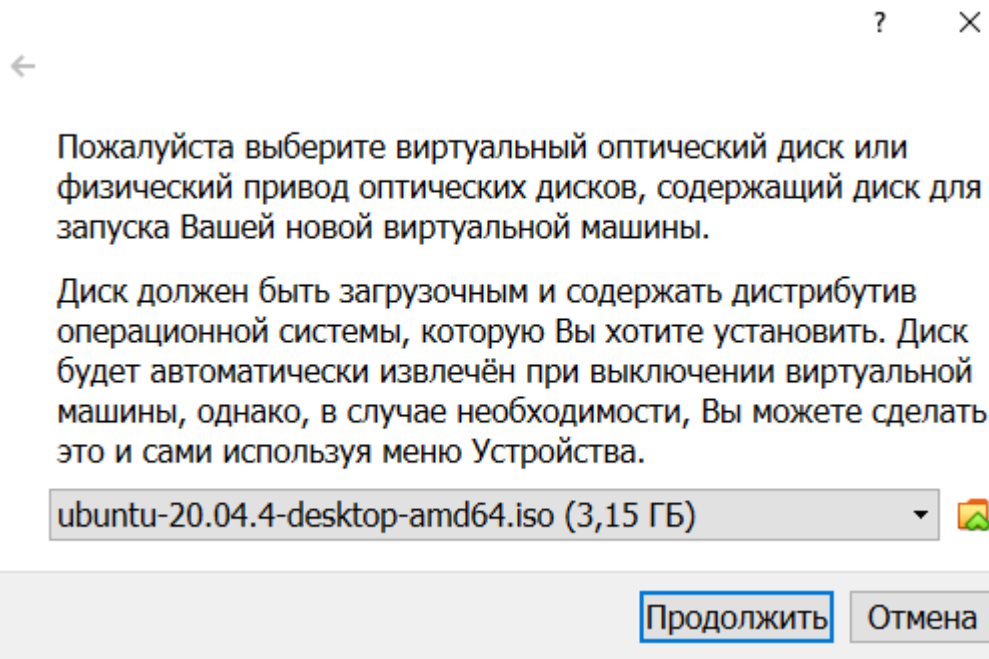 ?
Пожалуйста выберите виртуальный оптический диск или
физический привод оптических дисков, содержащий диск для
запуска Вашей новой виртуальной машины.
Диск должен быть загрузочным и содержать дистрибутив
операционной системы, которую Вы хотите установить. Диск
будет автоматически извлечён при выключении виртуальной
машины, однако, в случае необходимости, Вы можете сделать
это и сами используя меню Устройства.
ubuntu-20.04.4-desktop-amd64.iso (3,15 ГБ)
Продолжить Отмена